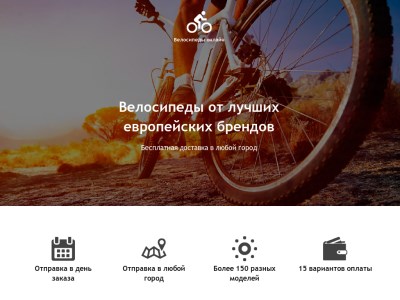 Велосипеды онлайн
Велосипеды от лучших
европейских брендов
Бесплатная доставка в любой город
Отправка в день
заказа
Отправка в любой
город
Более 150 разных
моделей
15 вариантов оплаты